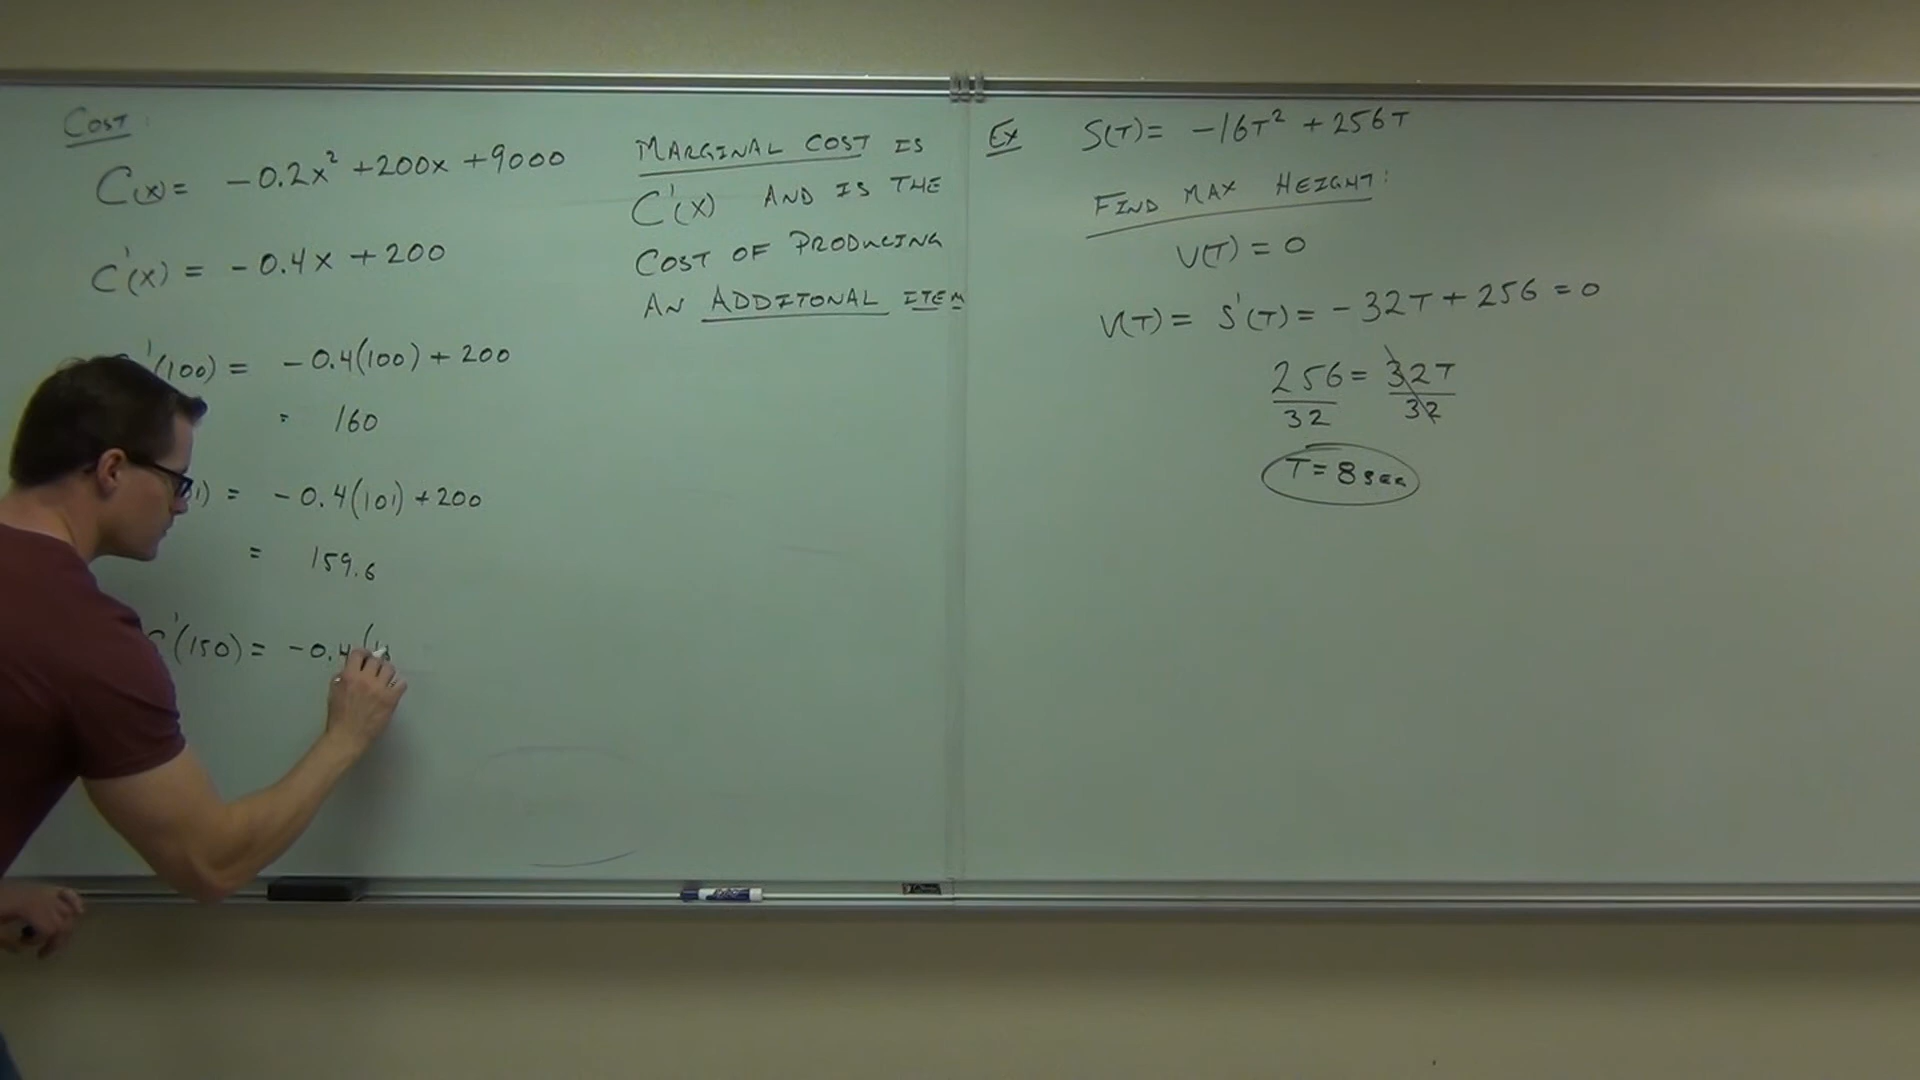 COST:
C(x) = -0.2x² + 200x + 9000
C'(x) = -0.4x + 200
'(100) = -0.4(100) + 200
= 160
1) = -0.4(101) + 200
= 159.6
C'(150) = -0.4(1
MARGINAL COST IS
C'(X) AND IS THE
COST OF PRODUCING
AN ADDITONAL ITEM
Ex S(T) = -16T² + 256T
FIND MAX HEIGHT:
V(T) = 0
V(T) = S'(T) = -32T + 256 = 0
256 = 32T
32 32
T = 8 sec